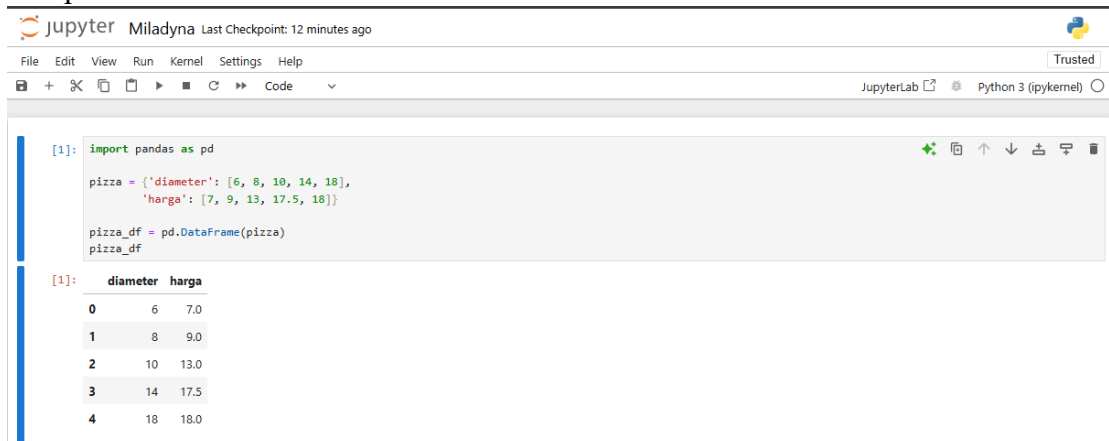 jupyter Miladyna Last Checkpoint: 12 minutes ago
File Edit View Run Kernel Settings Help Trusted
Code JupyterLab Python 3 (ipykernel)
[1]: import pandas as pd
pizza = {'diameter': [6, 8, 10, 14, 18],
'harga': [7, 9, 13, 17.5, 18]}
pizza_df = pd.DataFrame(pizza)
pizza_df
[1]: diameter harga
0 6 7.0
1 8 9.0
2 10 13.0
3 14 17.5
4 18 18.0